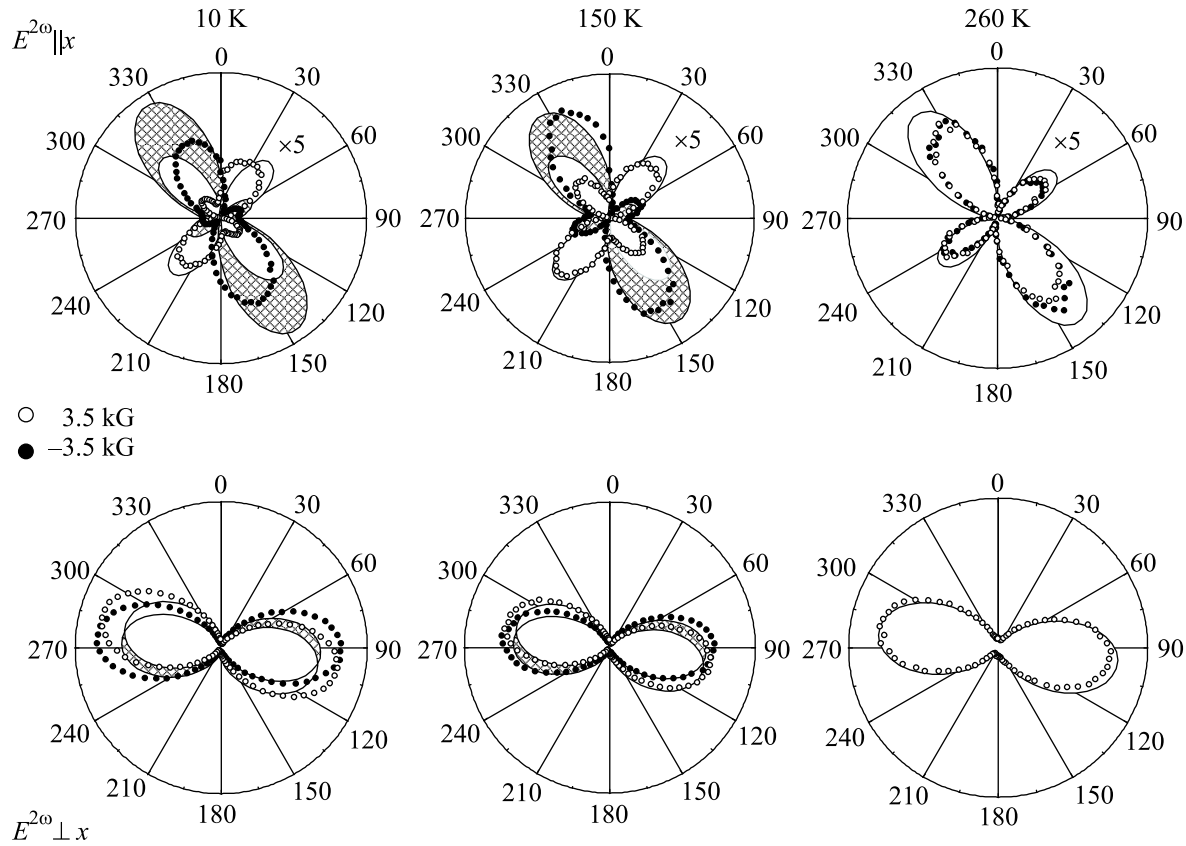 10 K 150 K 260 K
E^2ω||x
0 0 0
330 30 330 30 330 30
300 ×5 60 300 ×5 60 300 ×5 60
270 90 270 90 270 90
240 120 240 120 240 120
210 150 210 150 210 150
180 180 180
3.5 kG
–3.5 kG
0 0 0
330 30 330 30 330 30
300 60 300 60 300 60
270 90 270 90 270 90
240 120 240 120 240 120
210 150 210 150 210 150
180 180 180
E^2ω⊥x